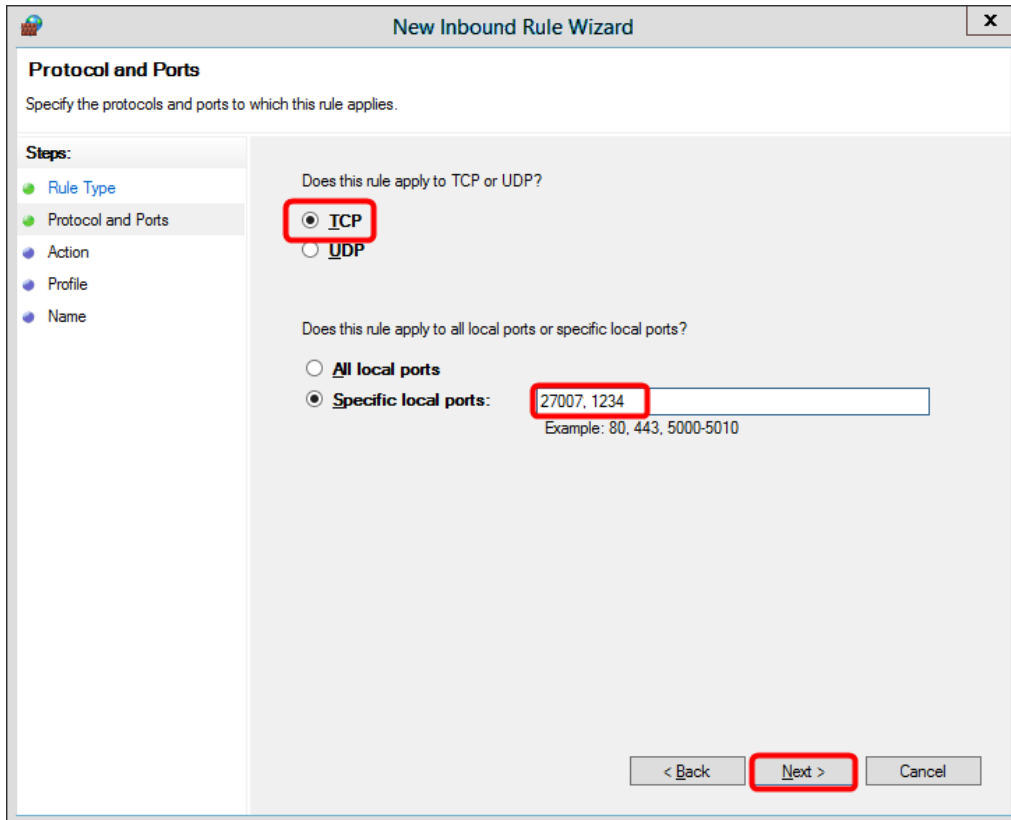 New Inbound Rule Wizard
x
Protocol and Ports
Specify the protocols and ports to which this rule applies.
Steps:
Rule Type
Protocol and Ports
Action
Profile
Name
Does this rule apply to TCP or UDP?
TCP
UDP
Does this rule apply to all local ports or specific local ports?
All local ports
Specific local ports: 27007, 1234
Example: 80, 443, 5000-5010
< Back Next > Cancel